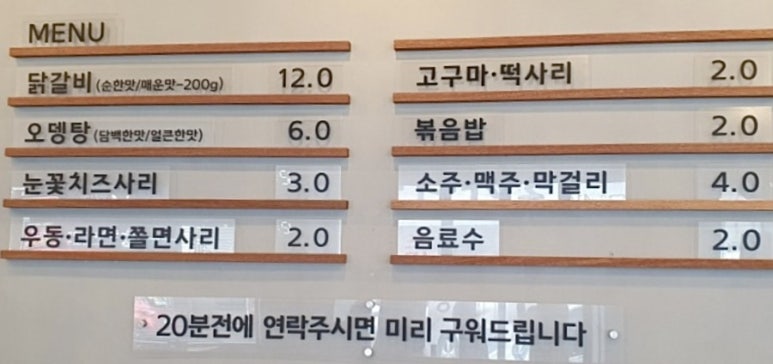 MENU
닭갈비 (순한맛/매운맛-200g) 12.0
오뎅탕 (담백한맛/얼큰한맛) 6.0
눈꽃치즈사리 3.0
우동·라면·쫄면사리 2.0
고구마·떡사리 2.0
볶음밥 2.0
소주·맥주·막걸리 4.0
음료수 2.0
20분전에 연락주시면 미리 구워드립니다